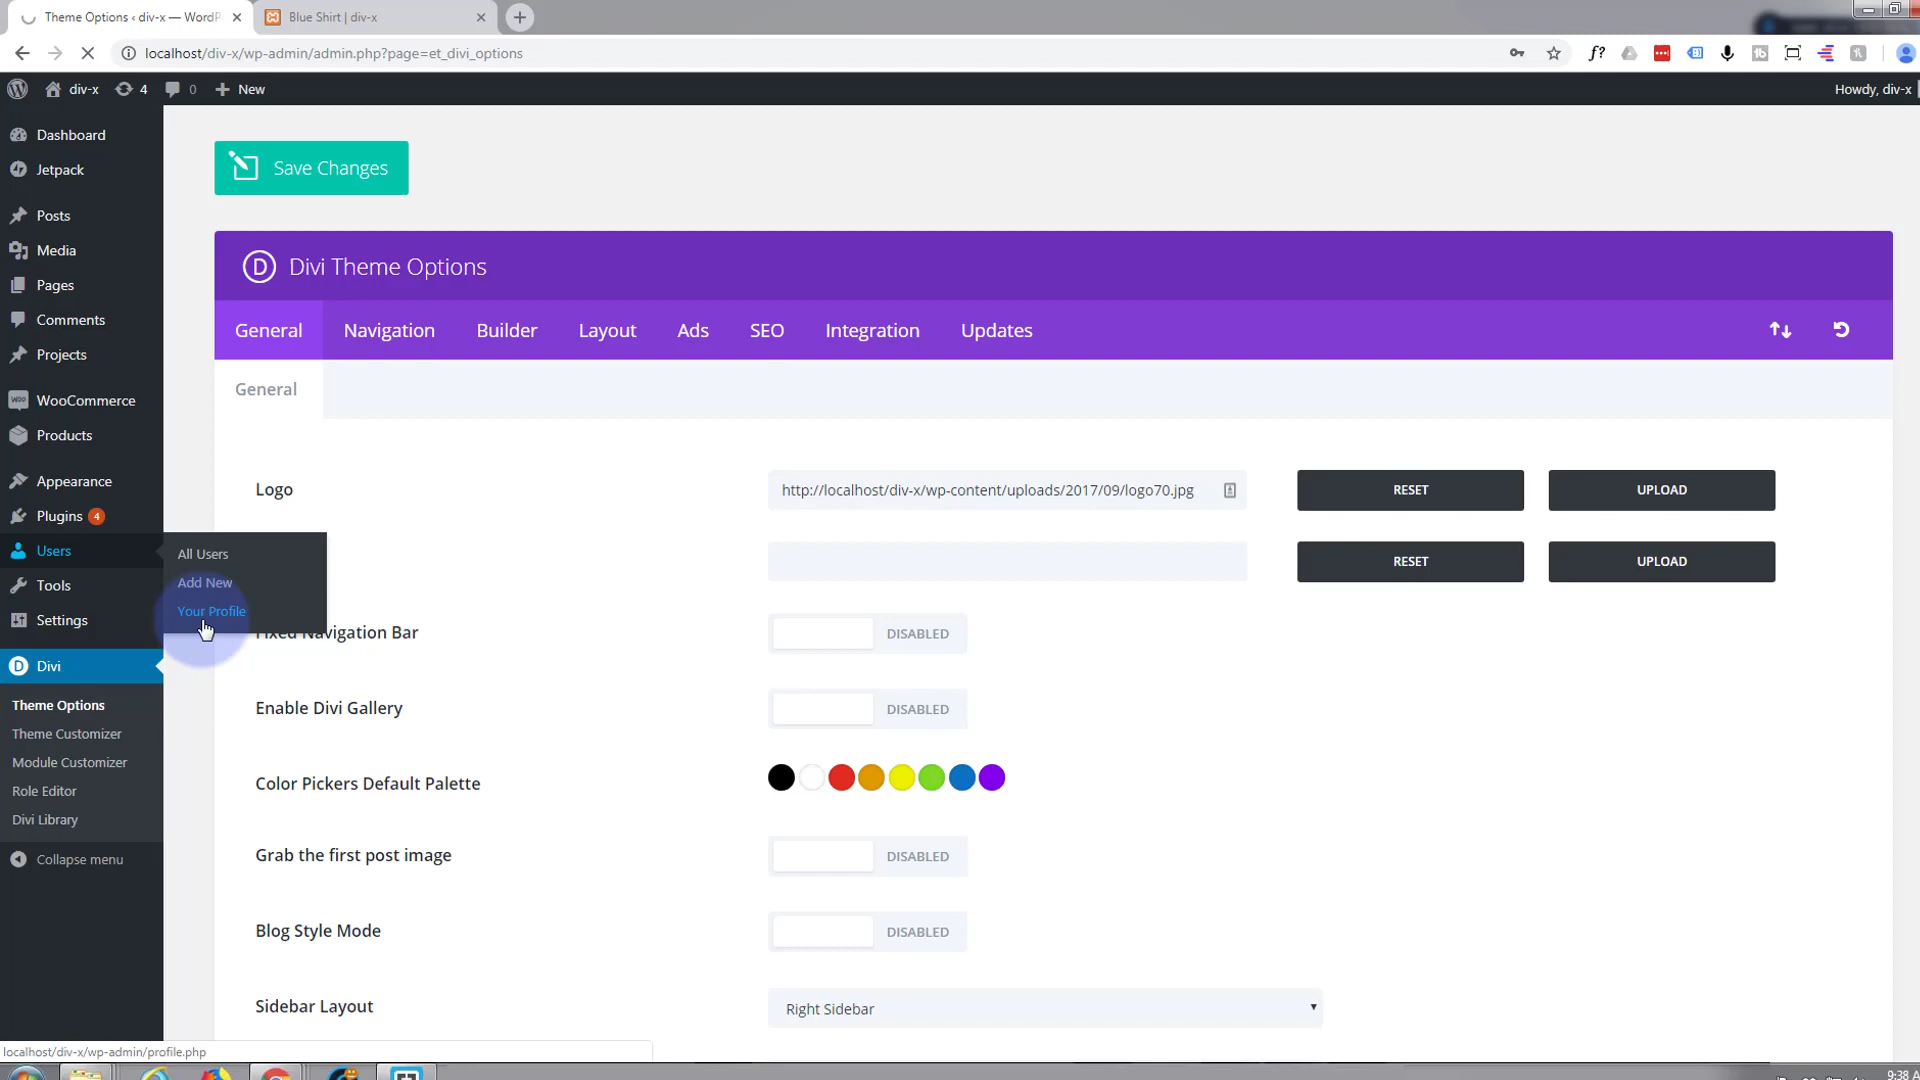 Theme Options ‹ div-x — WordP
Blue Shirt | div-x
localhost/div-x/wp-admin/admin.php?page=et_divi_options
f?
div-x
4
0
New
Howdy, div-x
Dashboard
Jetpack
Posts
Media
Pages
Comments
Projects
WooCommerce
Products
Appearance
Plugins 4
Users
Tools
Settings
Divi
Theme Options
Theme Customizer
Module Customizer
Role Editor
Divi Library
Collapse menu
All Users
Add New
Your Profile
Save Changes
D Divi Theme Options
General
Navigation
Builder
Layout
Ads
SEO
Integration
Updates
General
Logo
http://localhost/div-x/wp-content/uploads/2017/09/logo70.jpg
RESET
UPLOAD
RESET
UPLOAD
Fixed Navigation Bar
DISABLED
Enable Divi Gallery
DISABLED
Color Pickers Default Palette
Grab the first post image
DISABLED
Blog Style Mode
DISABLED
Sidebar Layout
Right Sidebar
localhost/div-x/wp-admin/profile.php
9:38 A